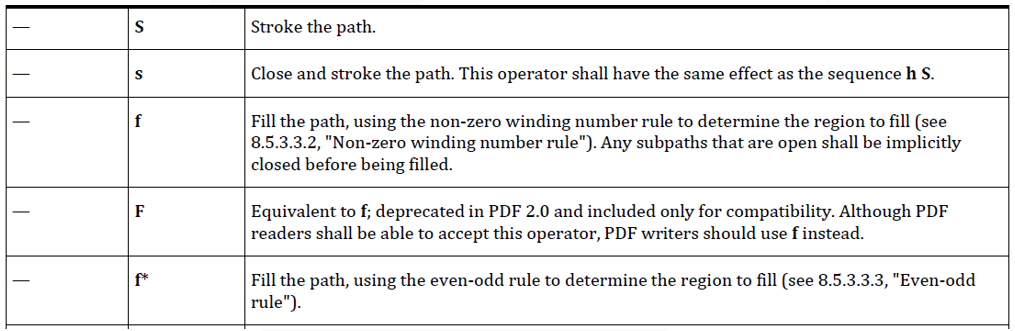 — S Stroke the path.
— s Close and stroke the path. This operator shall have the same effect as the sequence h S.
— f Fill the path, using the non-zero winding number rule to determine the region to fill (see
8.5.3.3.2, "Non-zero winding number rule"). Any subpaths that are open shall be implicitly
closed before being filled.
— F Equivalent to f; deprecated in PDF 2.0 and included only for compatibility. Although PDF
readers shall be able to accept this operator, PDF writers should use f instead.
— f* Fill the path, using the even-odd rule to determine the region to fill (see 8.5.3.3.3, "Even-odd
rule").